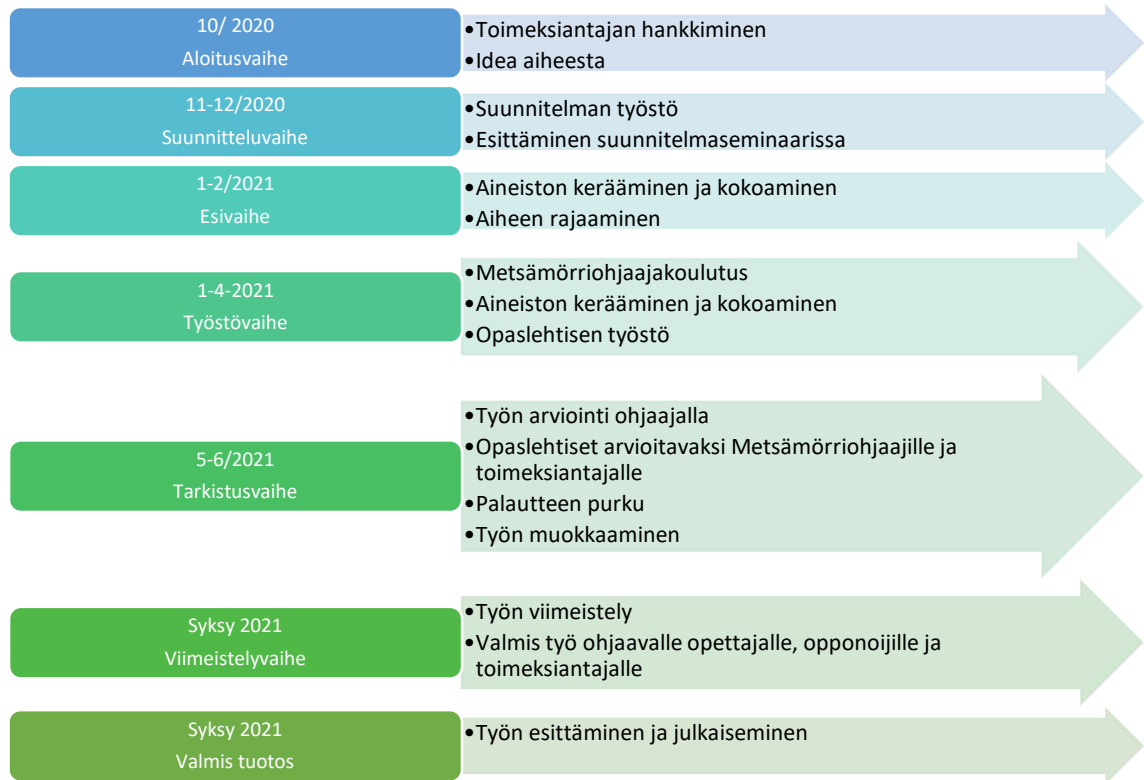 10/ 2020
Aloitusvaihe
•Toimeksiantajan hankkiminen
•Idea aiheesta
11-12/2020
Suunnitteluvaihe
•Suunnitelman työstö
•Esittäminen suunnitelmaseminaarissa
1-2/2021
Esivaihe
•Aineiston kerääminen ja kokoaminen
•Aiheen rajaaminen
1-4-2021
Työstövaihe
•Metsämörriohjaajakoulutus
•Aineiston kerääminen ja kokoaminen
•Opaslehtisen työstö
5-6/2021
Tarkistusvaihe
•Työn arviointi ohjaajalla
•Opaslehtiset arvioitavaksi Metsämörriohjaajille ja
toimeksiantajalle
•Palautteen purku
•Työn muokkaaminen
Syksy 2021
Viimeistelyvaihe
•Työn viimeistely
•Valmis työ ohjaavalle opettajalle, opponoijille ja
toimeksiantajalle
Syksy 2021
Valmis tuotos
•Työn esittäminen ja julkaiseminen